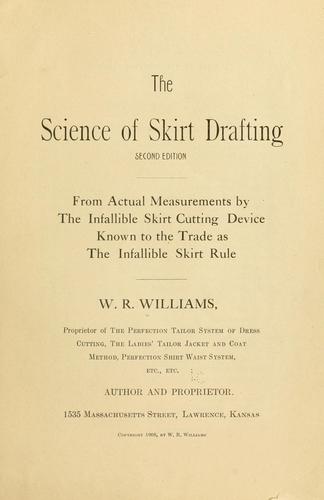 The
Science of Skirt Drafting
SECOND EDITION
From Actual Measurements by
The Infallible Skirt Cutting Device
Known to the Trade as
The Infallible Skirt Rule
W. R. WILLIAMS,
Proprietor of THE PERFECTION TAILOR SYSTEM OF DRESS
CUTTING, THE LADIES' TAILOR JACKET AND COAT
METHOD, PERFECTION SHIRT WAIST SYSTEM,
ETC., ETC.
AUTHOR AND PROPRIETOR.
1535 MASSACHUSETTS STREET, LAWRENCE, KANSAS
COPYRIGHT BY W. R. WILLIAMS